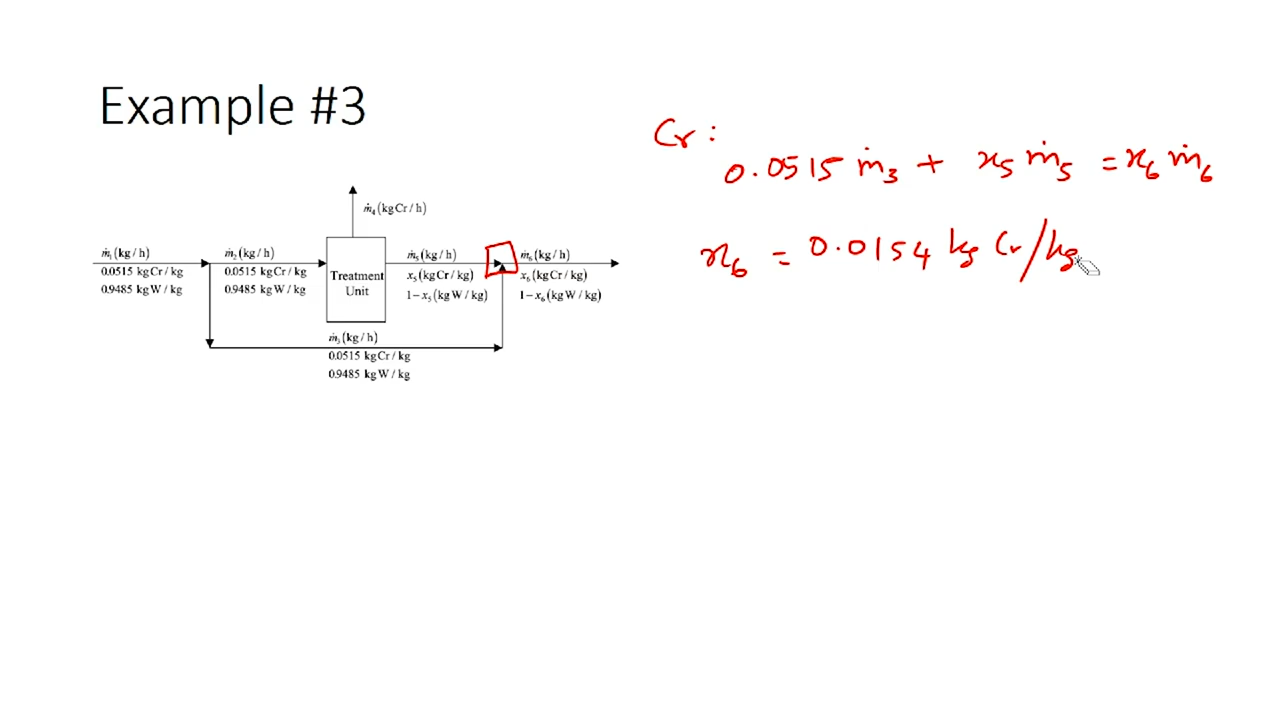 Example #3
Cr :
0.0515 ṁ₃ + x₅ ṁ₅ = x₆ ṁ₆
x₆ = 0.0154 kg Cr/kg
ṁ₄(kgCr / h)
ṁ₁(kg / h)
0.0515 kgCr / kg
0.9485 kgW / kg
ṁ₂(kg / h)
0.0515 kgCr / kg
0.9485 kgW / kg
Treatment
Unit
ṁ₅(kg / h)
x₅(kgCr / kg)
1−x₅(kgW / kg)
ṁ₆(kg / h)
x₆(kgCr / kg)
1−x₆(kgW / kg)
ṁ₃(kg / h)
0.0515 kgCr / kg
0.9485 kgW / kg